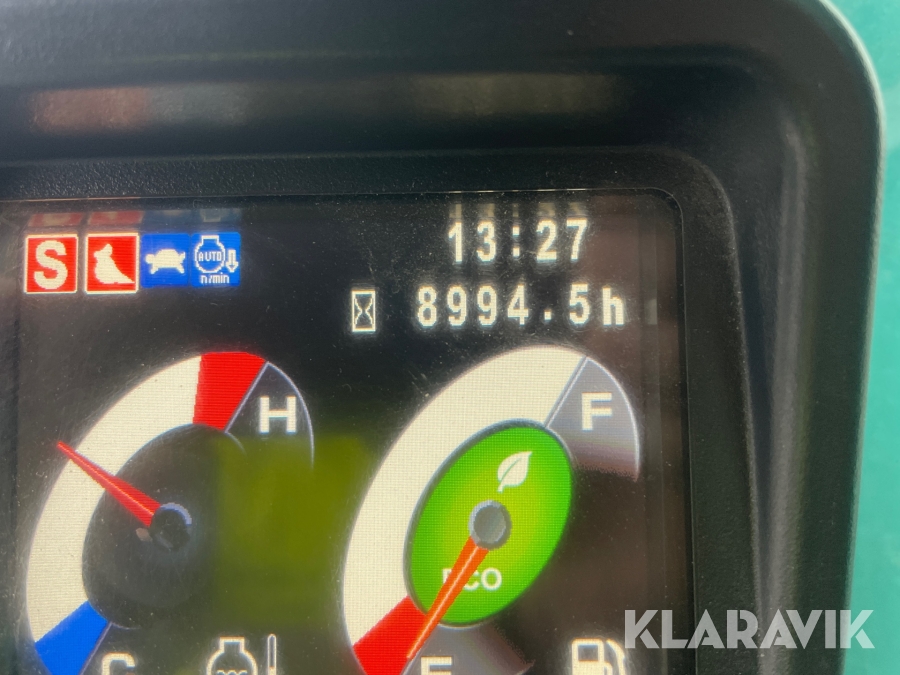 13:27
S AUTO
n/min
8994.5h
H F
ECO
C E
KLARAVIK